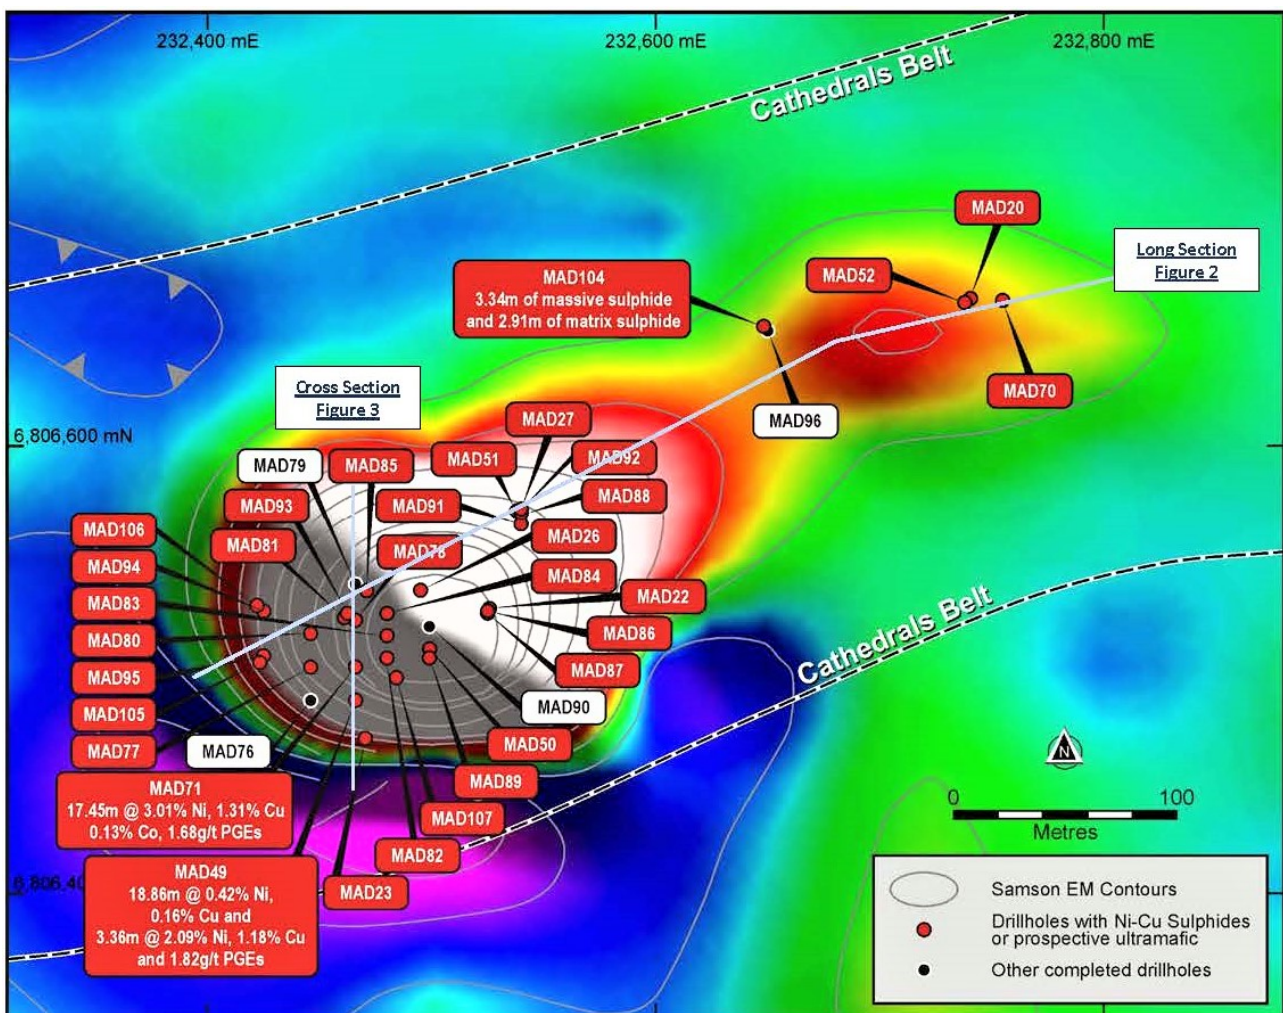 232,400 mE
232,600 mE
232,800 mE
Cathedrals Belt
MAD20
Long Section
Figure 2
MAD52
MAD104
3.34m of massive sulphide
and 2.91m of matrix sulphide
MAD70
MAD96
Cross Section
Figure 3
6,806,600 mN
MAD27
MAD79
MAD85
MAD51
MAD92
MAD93
MAD91
MAD88
MAD106
MAD81
MAD78
MAD26
MAD94
MAD84
MAD83
MAD22
MAD80
MAD86
MAD95
MAD87
Cathedrals Belt
MAD105
MAD90
MAD77
MAD76
MAD50
MAD71
17.45m @ 3.01% Ni, 1.31% Cu
0.13% Co, 1.68g/t PGEs
MAD89
MAD107
MAD82
MAD23
MAD49
18.86m @ 0.42% Ni,
0.16% Cu and
3.36m @ 2.09% Ni, 1.18% Cu
and 1.82g/t PGEs
6,806,40
N
0
100
Metres
Samson EM Contours
Drillholes with Ni-Cu Sulphides
or prospective ultramafic
Other completed drillholes